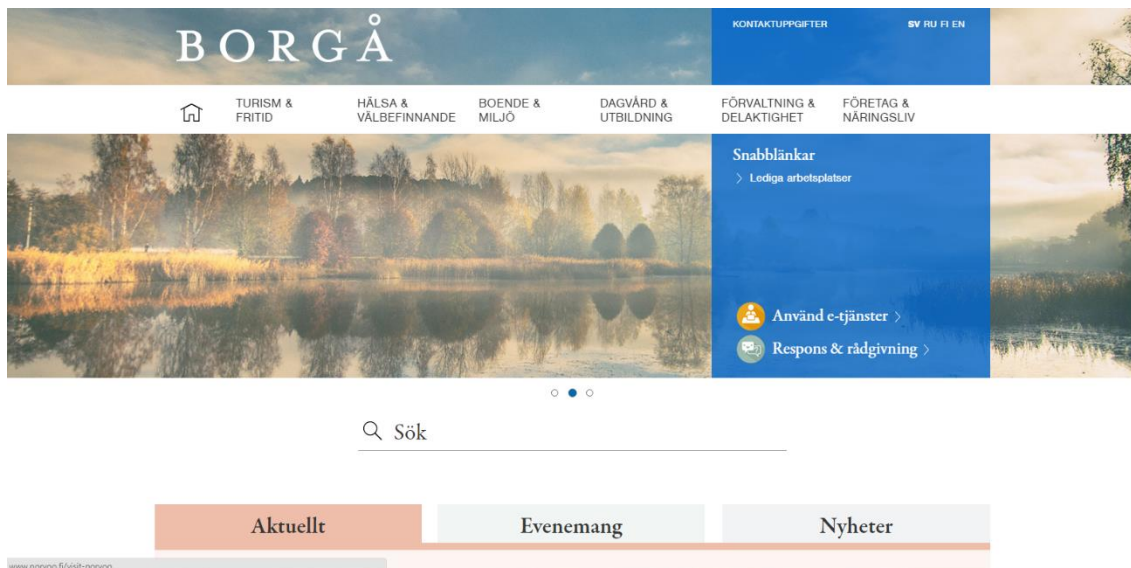 BORGÅ
KONTAKTUPPGIFTER
SV RU FI EN
TURISM &
FRITID
HÄLSA &
VÄLBEFINNANDE
BOENDE &
MILJÖ
DAGVÅRD &
UTBILDNING
FÖRVALTNING &
DELAKTIGHET
FÖRETAG &
NÄRINGSLIV
Snabblänkar
Lediga arbetsplatser
Använd e-tjänster
Respons & rådgivning
Sök
Aktuellt
Evenemang
Nyheter